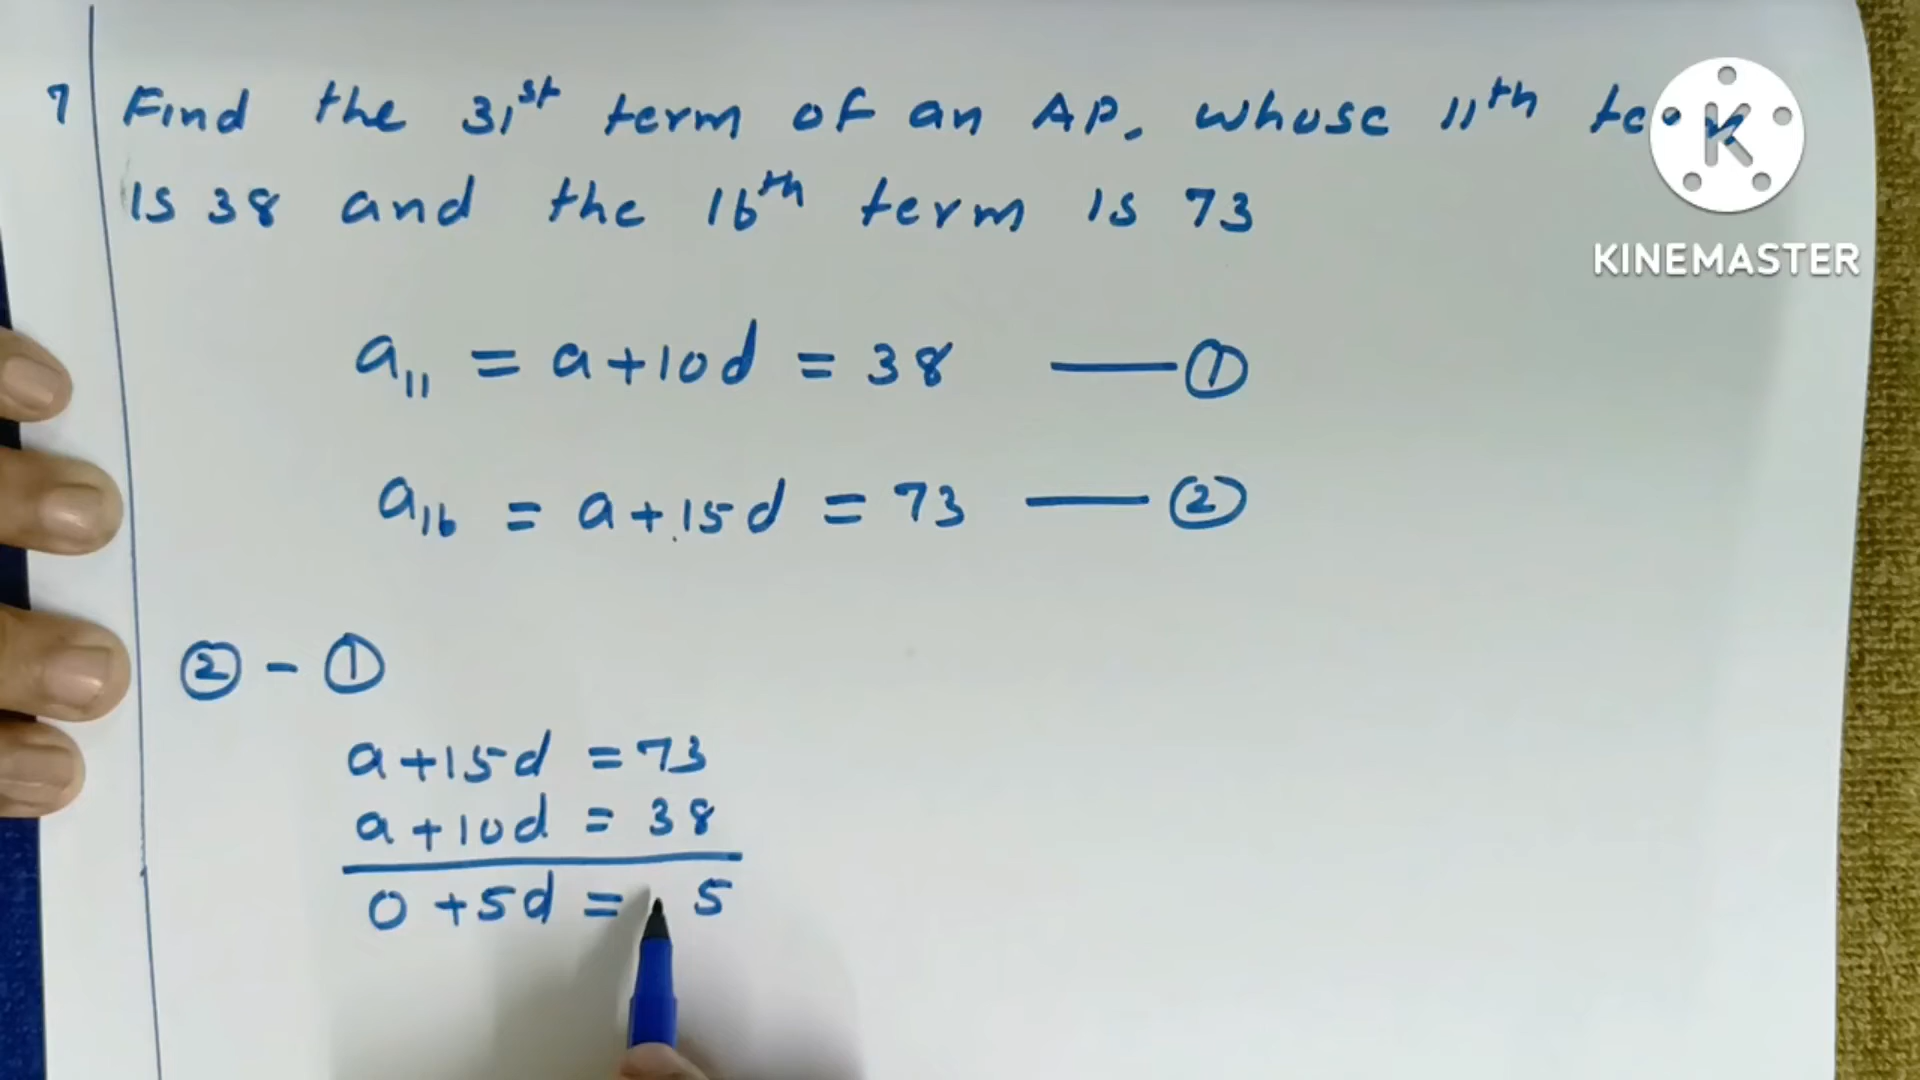 7 Find the 31st term of an AP. whose 11th
is 38 and the 16th term is 73
KINEMASTER
a11 = a+10d = 38 — ①
a16 = a+15d = 73 — ②
② - ①
a+15d = 73
a+10d = 38
0 +5d = 5